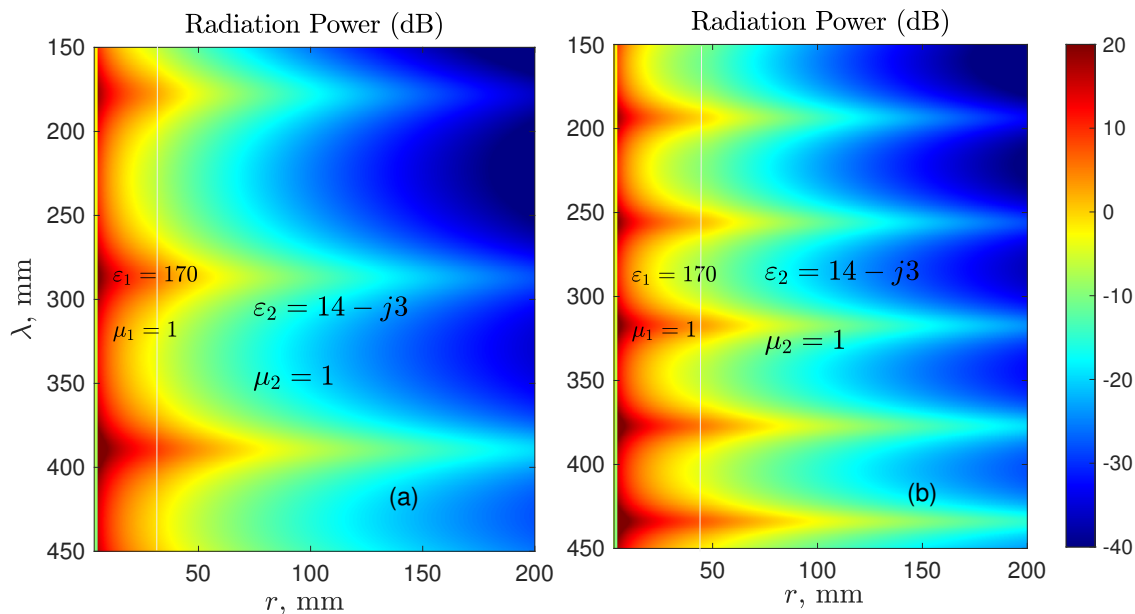 Radiation Power (dB)
150
200
250
300
350
400
450
λ, mm
ε₁ = 170
μ₁ = 1
ε₂ = 14 − j3
μ₂ = 1
(a)
50
100
150
200
r, mm
Radiation Power (dB)
150
200
250
300
350
400
450
ε₁ = 170
μ₁ = 1
ε₂ = 14 − j3
μ₂ = 1
(b)
50
100
150
200
r, mm
20
10
0
-10
-20
-30
-40